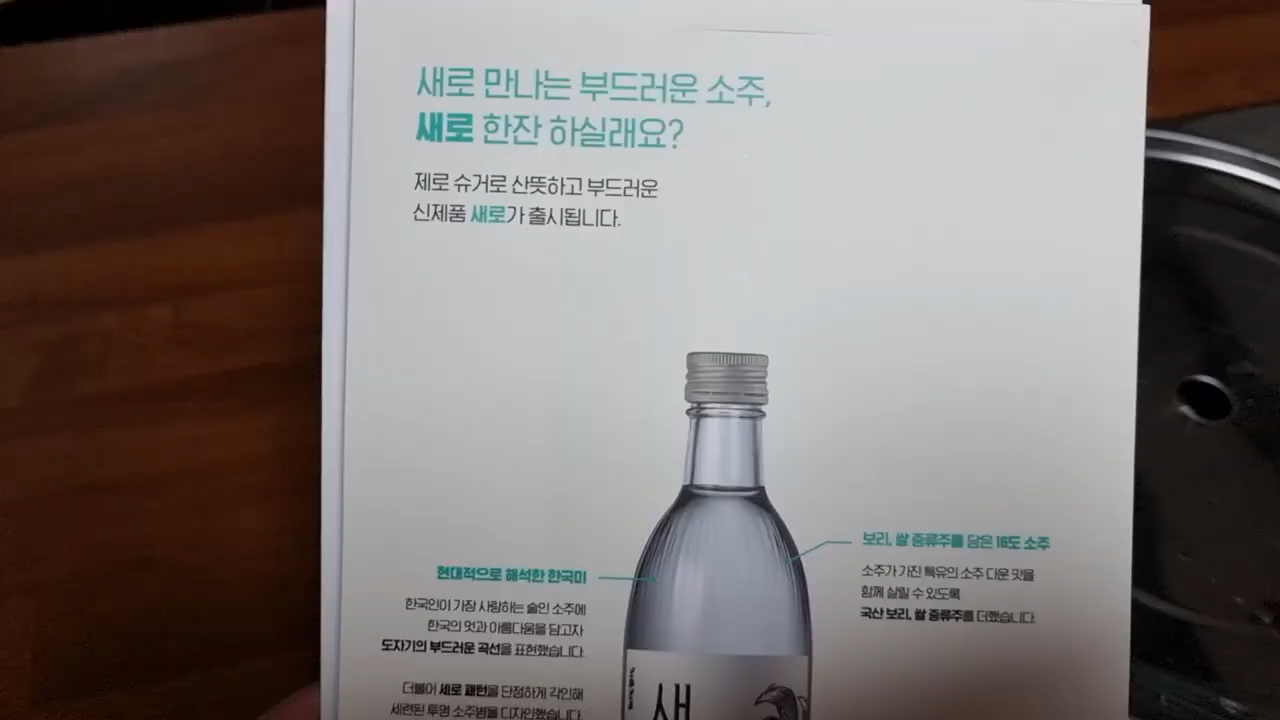 새로 만나는 부드러운 소주,
새로 한잔 하실래요?
제로 슈거로 산뜻하고 부드러운
신제품 새로가 출시됩니다.
보리, 쌀 증류주를 담은 16도 소주
소주가 가진 특유의 소주 다운 맛을
함께 살릴 수 있도록
국산 보리, 쌀 증류주를 더했습니다.
현대적으로 해석한 한국미
한국인이 가장 사랑하는 술인 소주에
한국의 멋과 아름다움을 담고자
도자기의 부드러운 곡선을 표현했습니다.
더불어 세로 패턴을 단정하게 각인해
세련된 투명 소주병을 디자인했습니다.
새